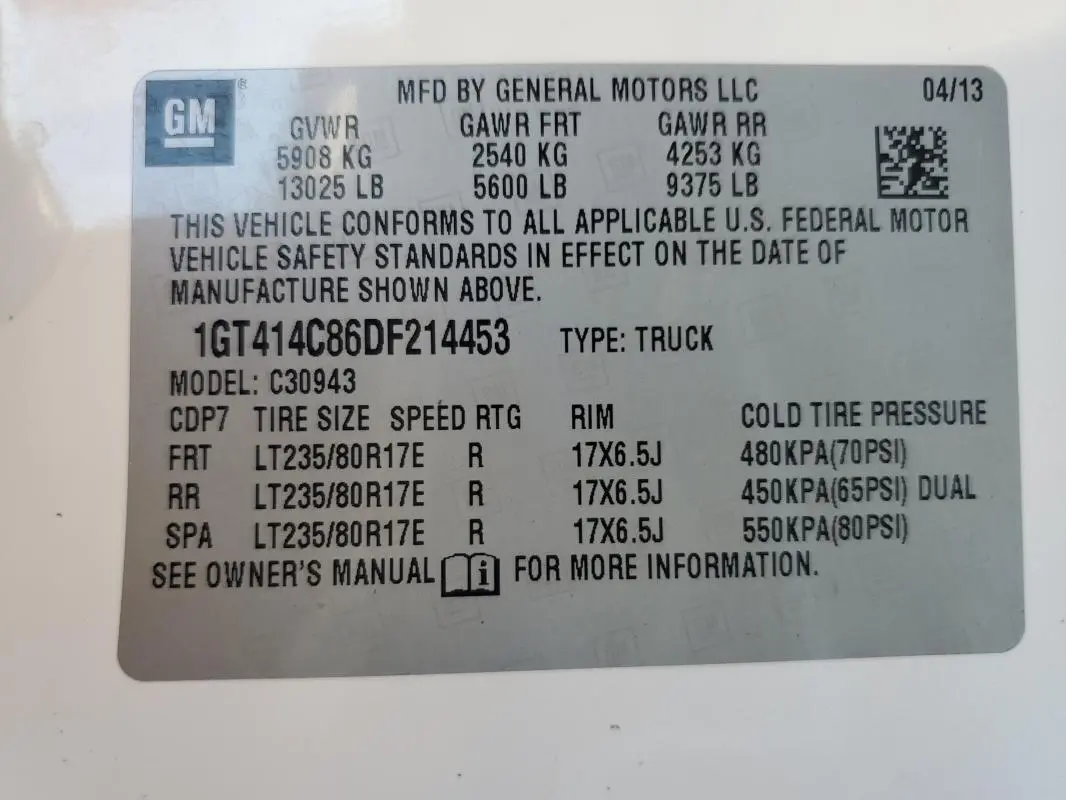 GM ® MFD BY GENERAL MOTORS LLC 04/13
GVWR GAWR FRT GAWR RR
5908 KG 2540 KG 4253 KG
13025 LB 5600 LB 9375 LB
THIS VEHICLE CONFORMS TO ALL APPLICABLE U.S. FEDERAL MOTOR
VEHICLE SAFETY STANDARDS IN EFFECT ON THE DATE OF
MANUFACTURE SHOWN ABOVE.
1GT414C86DF214453 TYPE: TRUCK
MODEL: C30943
CDP7 TIRE SIZE SPEED RTG RIM COLD TIRE PRESSURE
FRT LT235/80R17E R 17X6.5J 480KPA(70PSI)
RR LT235/80R17E R 17X6.5J 450KPA(65PSI) DUAL
SPA LT235/80R17E R 17X6.5J 550KPA(80PSI)
SEE OWNER'S MANUAL i FOR MORE INFORMATION.